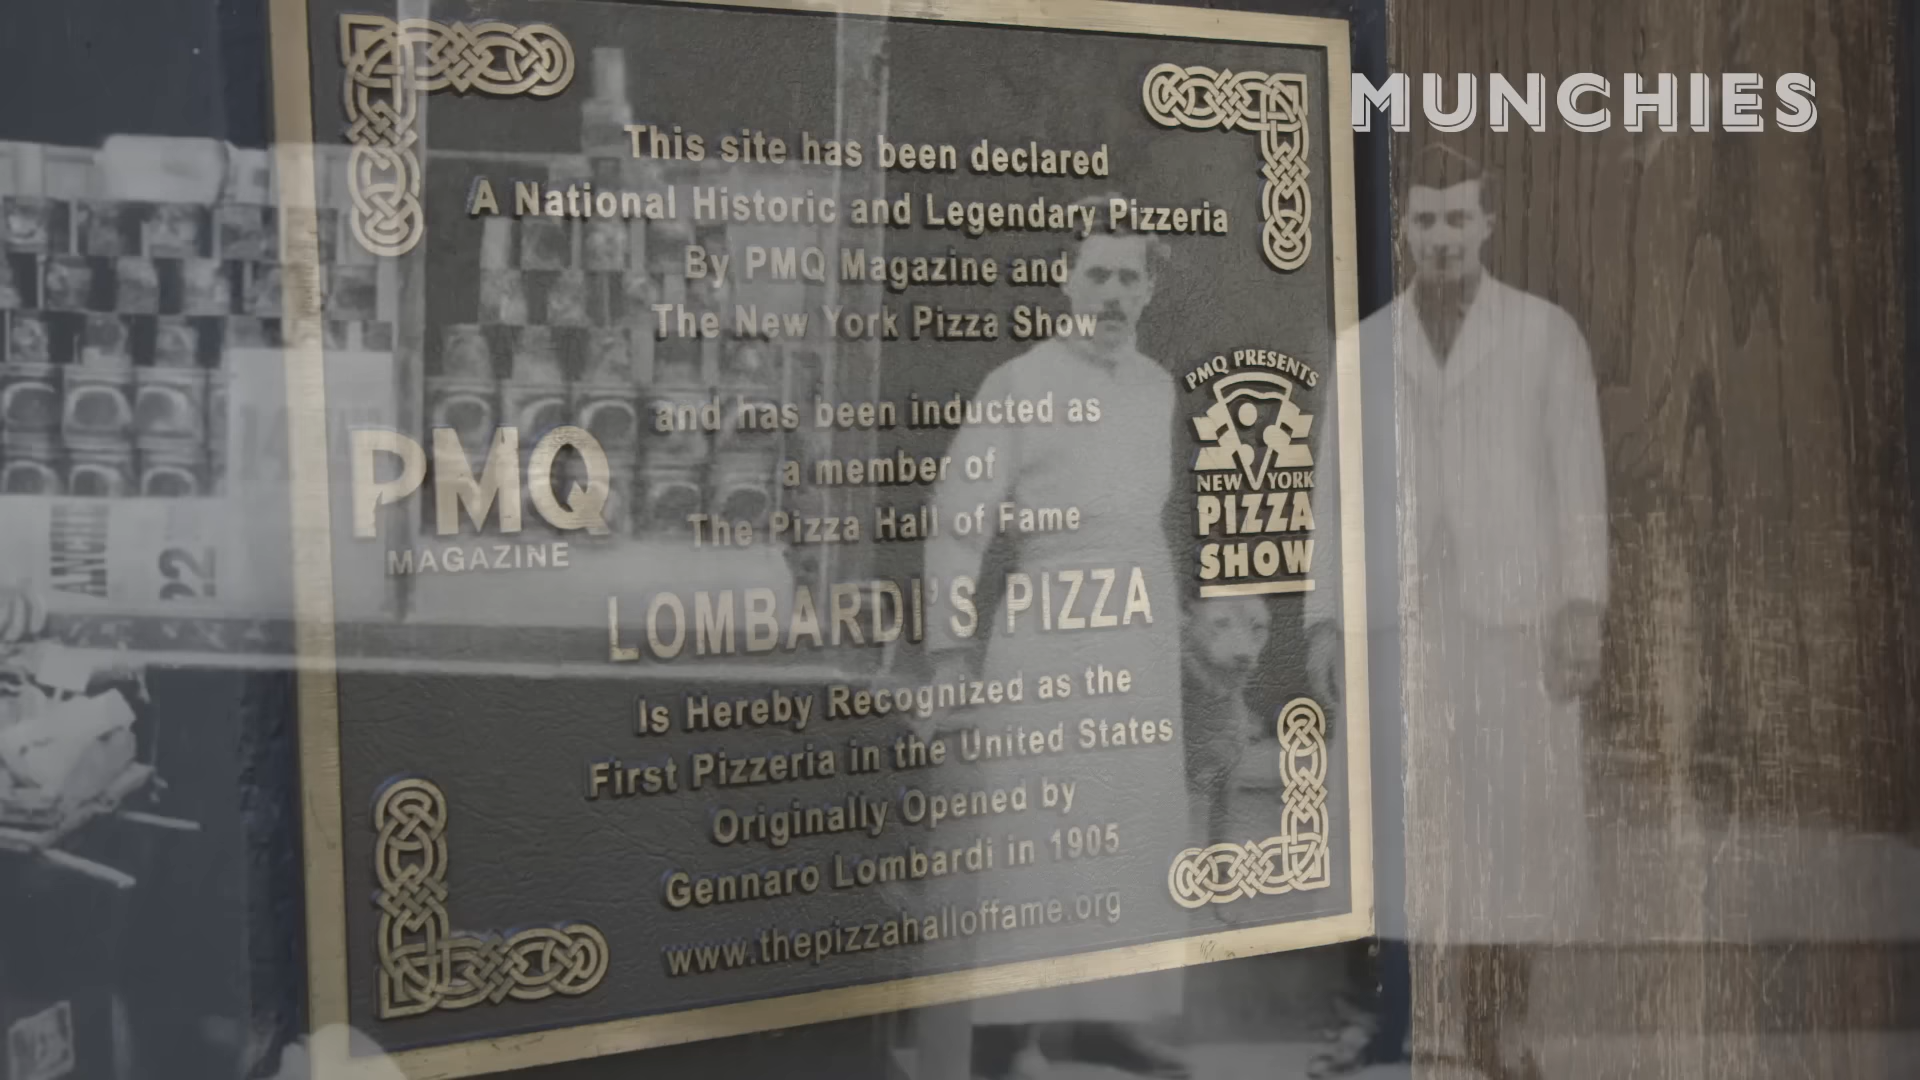 MUNCHIES
This site has been declared
A National Historic and Legendary Pizzeria
By PMQ Magazine and
The New York Pizza Show
and has been inducted as
a member of
The Pizza Hall of Fame
LOMBARDI'S PIZZA
Is Hereby Recognized as the
First Pizzeria in the United States
Originally Opened by
Gennaro Lombardi in 1905
www.thepizzahalloffame.org
PMQ
MAGAZINE
PMQ PRESENTS
NEW YORK
PIZZA
SHOW
22